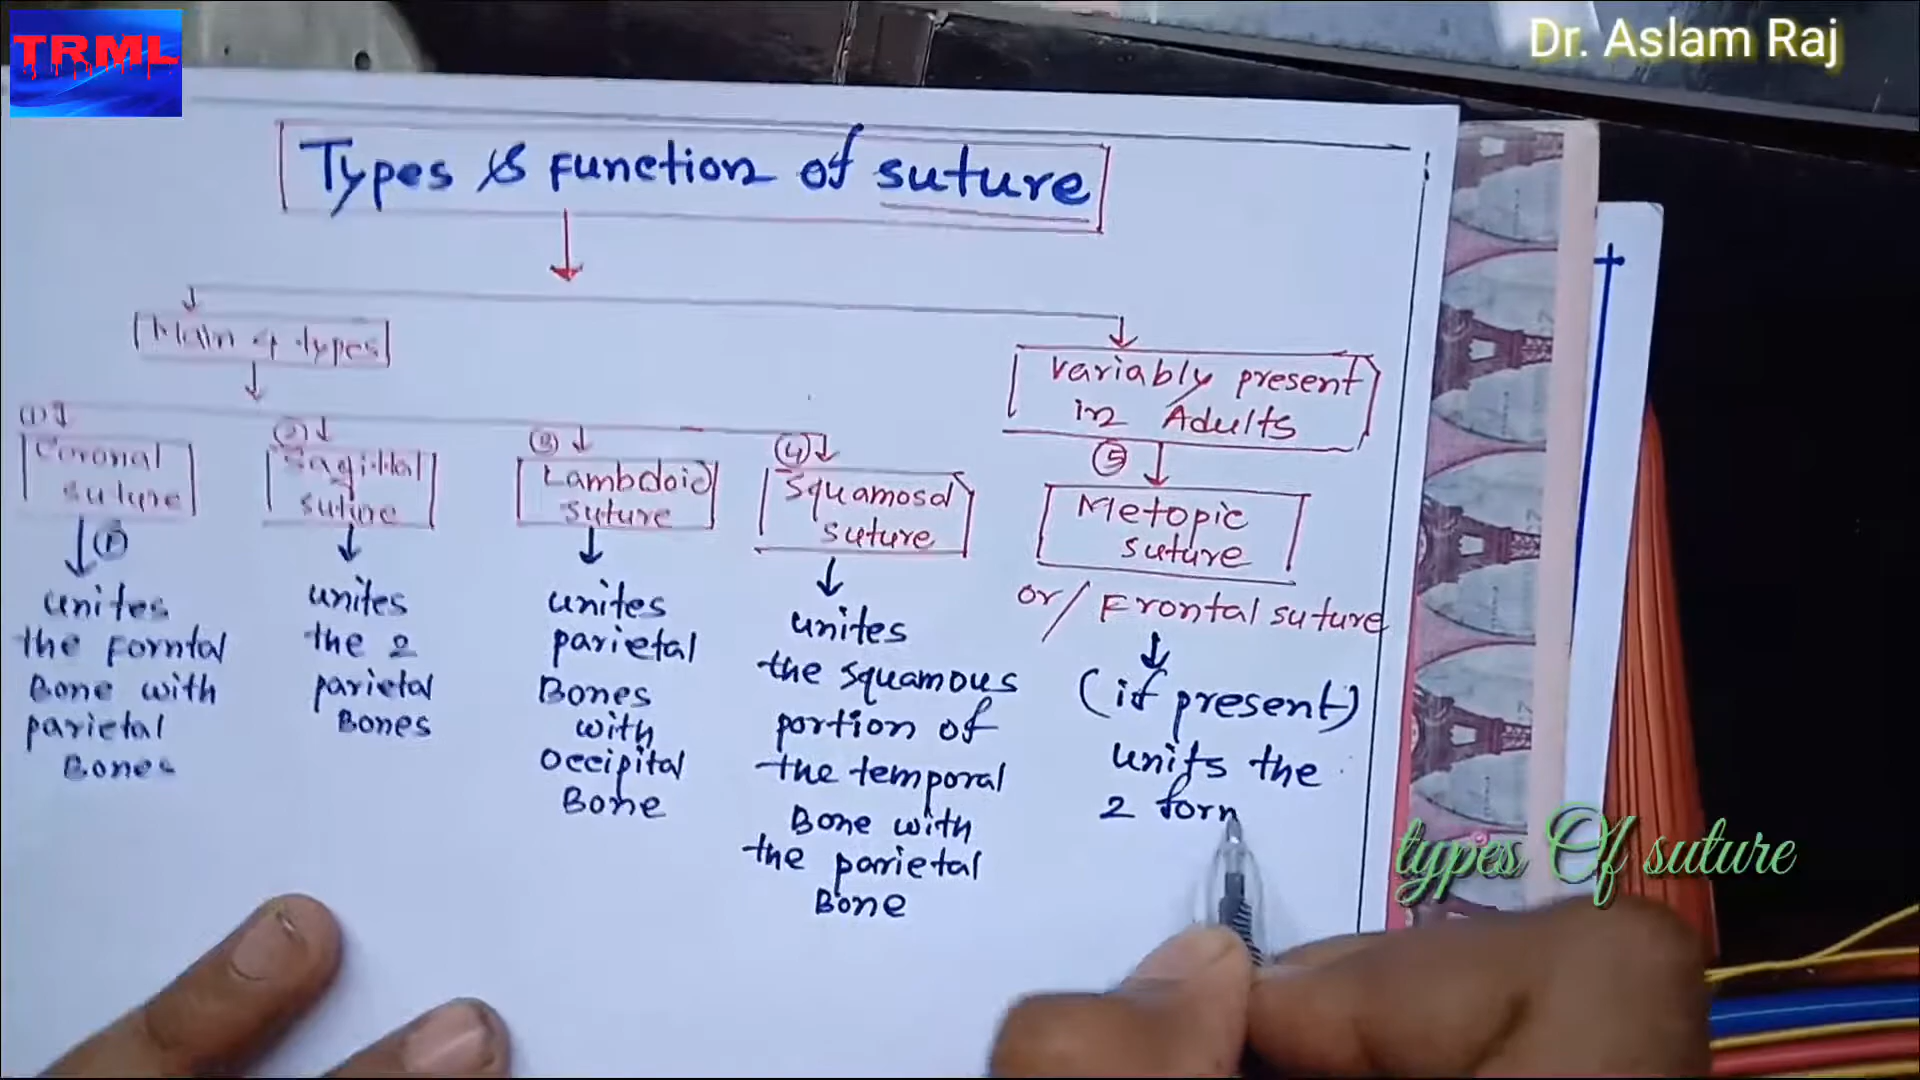 TRML
Dr. Aslam Raj
Types & Function of suture
Main 4 types
variably present
in Adults
(1)
Coronal
suture
(1)
unites
the Forntal
Bone with
parietal
Bones
(2)
Sagittal
suture
unites
the 2
parietal
Bones
(3)
Lambdoid
suture
unites
parietal
Bones
with
occipital
Bone
(4)
Squamosal
suture
unites
the squamous
portion of
the temporal
Bone with
the parietal
Bone
(5)
Metopic
suture
or/ Frontal suture
(if present)
units the
2 forn
types Of suture